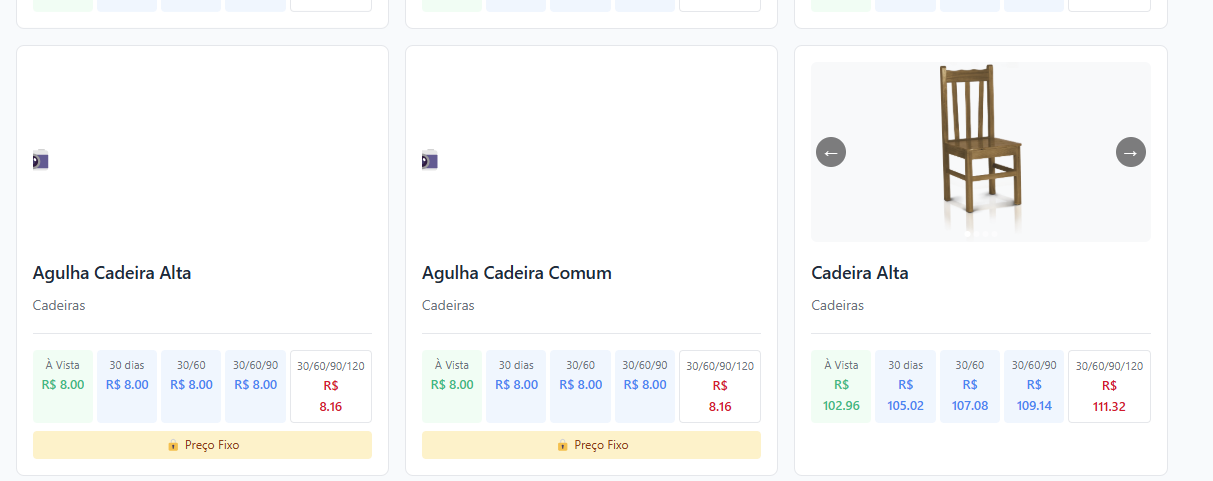 Agulha Cadeira Alta
Cadeiras
À Vista
R$ 8.00
30 dias
R$ 8.00
30/60
R$ 8.00
30/60/90
R$ 8.00
30/60/90/120
R$
8.16
Preço Fixo
Agulha Cadeira Comum
Cadeiras
À Vista
R$ 8.00
30 dias
R$ 8.00
30/60
R$ 8.00
30/60/90
R$ 8.00
30/60/90/120
R$
8.16
Preço Fixo
←
→
Cadeira Alta
Cadeiras
À Vista
R$
102.96
30 dias
R$
105.02
30/60
R$
107.08
30/60/90
R$
109.14
30/60/90/120
R$
111.32